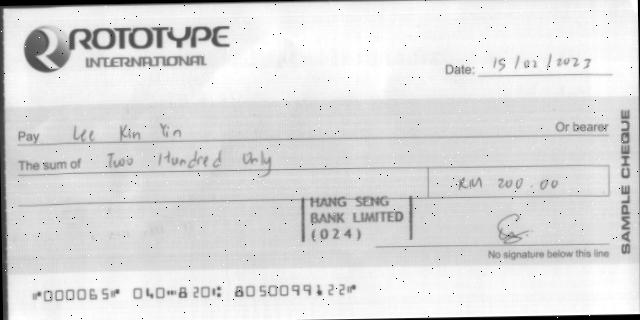 ROTOTYPE
INTERNATIONAL
Date: 15/02/2023
Pay Lee Kin Yin Or bearer
The sum of Two Hundred Only
RM 200.00
HANG SENG
BANK LIMITED
(024)
No signature below this line
SAMPLE CHEQUE
⑈000065⑈ 040⑉820⑆ 8050099122⑈